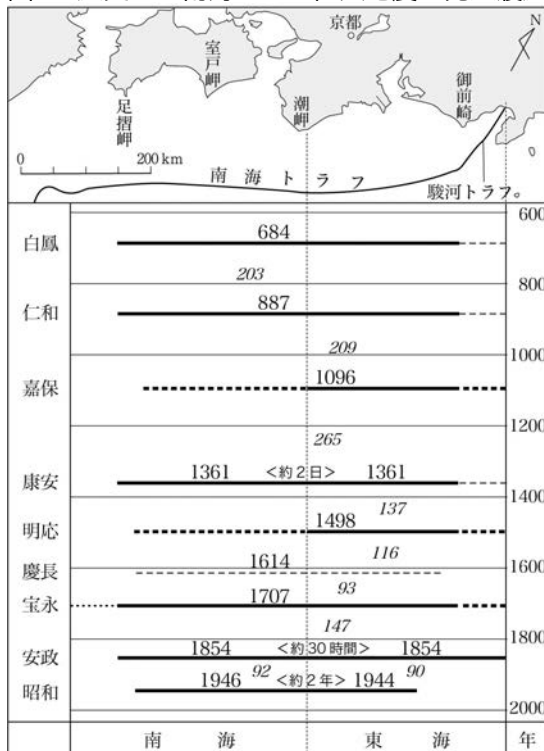 京都
N
室戸岬
御前崎
潮岬
足摺岬
0 200 km
南海トラフ
駿河トラフ。
600
白鳳 684
203
800
仁和 887
209
1000
嘉保 1096
1200
265
康安 1361 <約2日> 1361
1400
137
明応 1498
116
慶長 1614
1600
93
宝永 1707
147
1800
安政 1854 <約30時間> 1854
92 90
昭和 1946 <約2年> 1944
2000
南海 東海 年